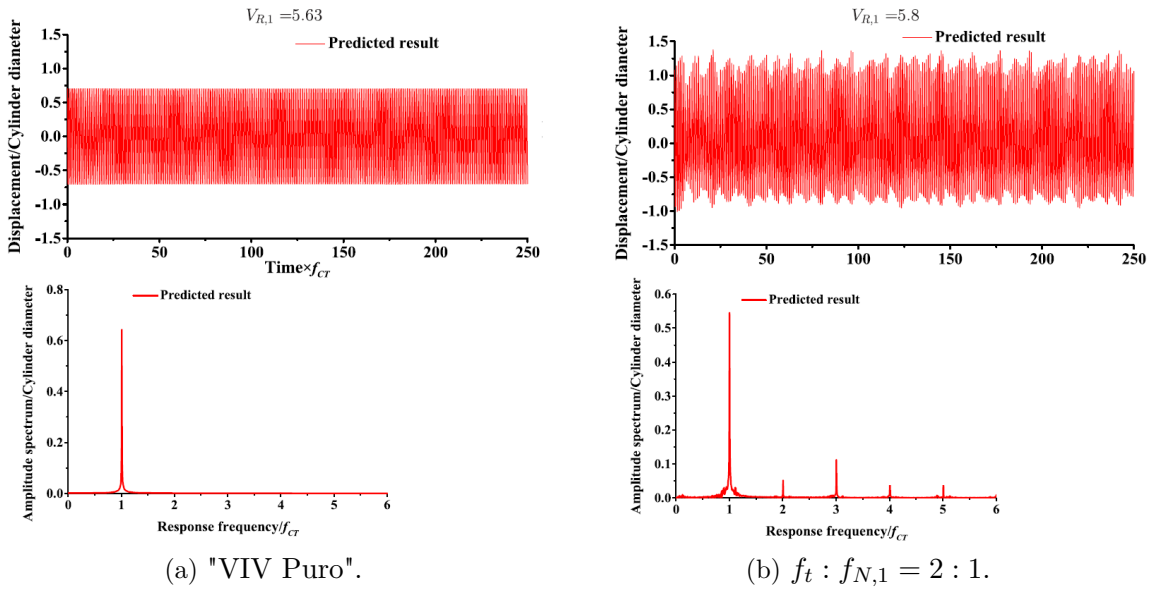 V_{R,1} =5.63
Predicted result
Displacement/Cylinder dianeter
1.5
1.0
0.5
0.0
-0.5
-1.0
-1.5
0 50 100 150 200 250
Time×f_{CT}
Predicted result
Amplitude spectrum/Cylinder diameter
0.8
0.6
0.4
0.2
0.0
0 1 2 3 4 5 6
Response frequency/f_{CT}
(a) "VIV Puro".
V_{R,1} =5.8
Predicted result
Displacement/Cylinder dianeter
1.5
1.0
0.5
0.0
-0.5
-1.0
-1.5
0 50 100 150 200 250
Predicted result
Amplitude spectrum/Cylinder diameter
0.6
0.5
0.4
0.3
0.2
0.1
0.0
0 1 2 3 4 5 6
Response frequency/f_{CT}
(b) f_t : f_{N,1} = 2 : 1.